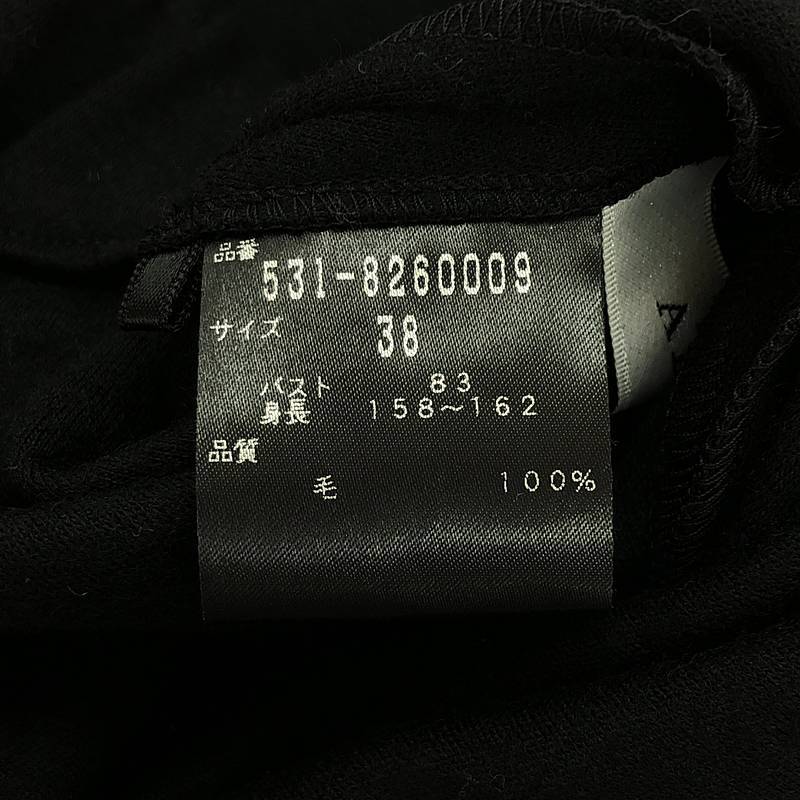 品番
531-8260009
サイズ 38
バスト 83
身長 158～162
品質
毛 100%
A